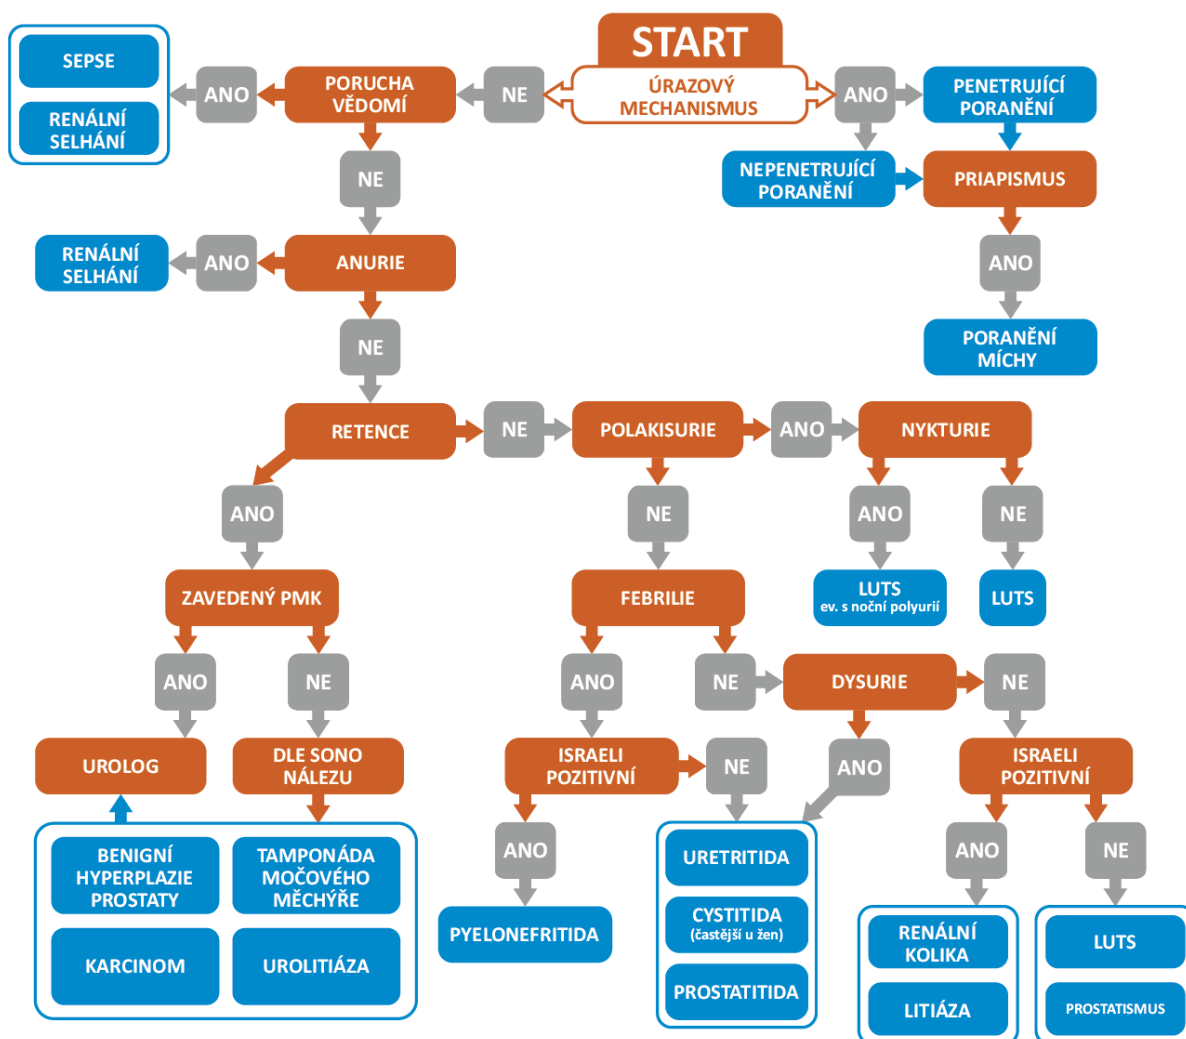 START
ÚRAZOVÝ
MECHANISMUS
SEPSE
RENÁLNÍ
SELHÁNÍ
ANO
PORUCHA
VĚDOMÍ
NE
ANO
PENETRUJÍCÍ
PORANĚNÍ
NEPENETRUJÍCÍ
PORANĚNÍ
PRIAPISMUS
NE
RENÁLNÍ
SELHÁNÍ
ANO
ANURIE
ANO
NE
PORANĚNÍ
MÍCHY
RETENCE
NE
POLAKISURIE
ANO
NYKTURIE
ANO
NE
ANO
NE
ZAVEDENÝ PMK
FEBRILIE
LUTS
ev. s noční polyurií
LUTS
ANO
NE
ANO
NE
DYSURIE
NE
UROLOG
DLE SONO
NÁLEZU
ISRAELI
POZITIVNÍ
NE
ANO
ISRAELI
POZITIVNÍ
BENIGNÍ
HYPERPLAZIE
PROSTATY
TAMPONÁDA
MOČOVÉHO
MĚCHÝŘE
KARCINOM
UROLITIÁZA
ANO
PYELONEFRITIDA
URETRITIDA
CYSTITIDA
(častější u žen)
PROSTATITIDA
ANO
NE
RENÁLNÍ
KOLIKA
LITIÁZA
LUTS
PROSTATISMUS